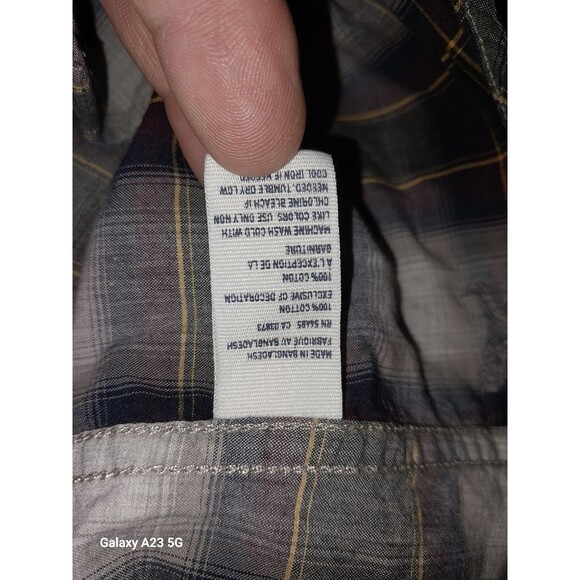 MADE IN BANGLADESH
FABRIQUÉ AU BANGLADESH
RN 54485 CA 03873
EXCLUSIVE OF DECORATION
100% COTTON
100% COTON
A L'EXCEPTION DE LA
GARNITURE
MACHINE WASH COLD WITH
LIKE COLORS. USE ONLY NON
CHLORINE BLEACH IF
NEEDED. TUMBLE DRY LOW
COOL IRON IF NEEDED
Galaxy A23 5G